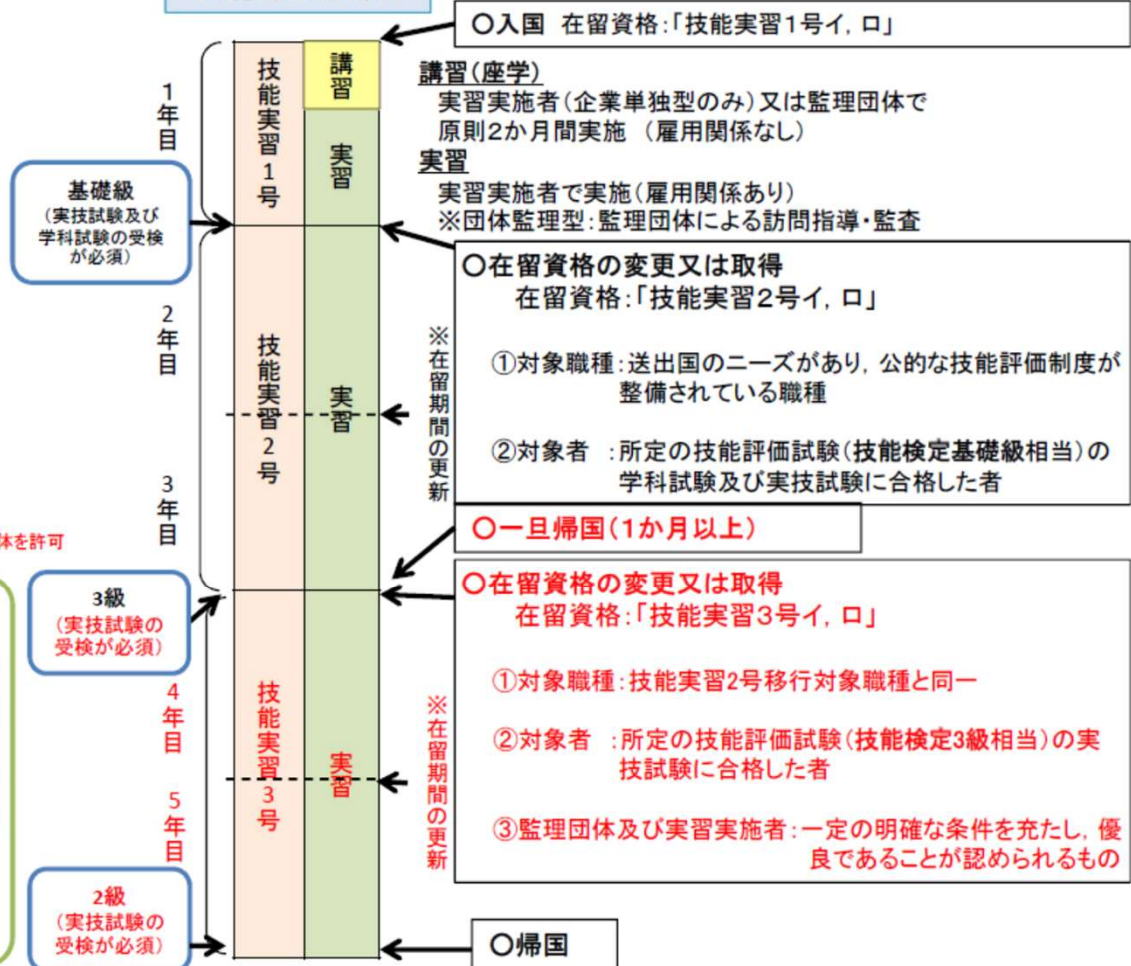 〇入国 在留資格:「技能実習1号イ, ロ」
1年目
技能実習1号
講習
実習
講習(座学)
実習実施者(企業単独型のみ)又は監理団体で
原則2か月間実施 (雇用関係なし)
実習
実習実施者で実施(雇用関係あり)
※団体監理型:監理団体による訪問指導・監査
基礎級
(実技試験及び
学科試験の受検
が必須)
2年目
3年目
技能実習2号
実習
※在留期間の更新
〇在留資格の変更又は取得
在留資格:「技能実習2号イ, ロ」
①対象職種:送出国のニーズがあり, 公的な技能評価制度が
整備されている職種
②対象者 :所定の技能評価試験(技能検定基礎級相当)の
学科試験及び実技試験に合格した者
〇一旦帰国(1か月以上)
体を許可
3級
(実技試験の
受検が必須)
4年目
5年目
技能実習3号
実習
※在留期間の更新
〇在留資格の変更又は取得
在留資格:「技能実習3号イ, ロ」
①対象職種:技能実習2号移行対象職種と同一
②対象者 :所定の技能評価試験(技能検定3級相当)の実
技試験に合格した者
③監理団体及び実習実施者:一定の明確な条件を充たし, 優
良であることが認められるもの
2級
(実技試験の
受検が必須)
〇帰国